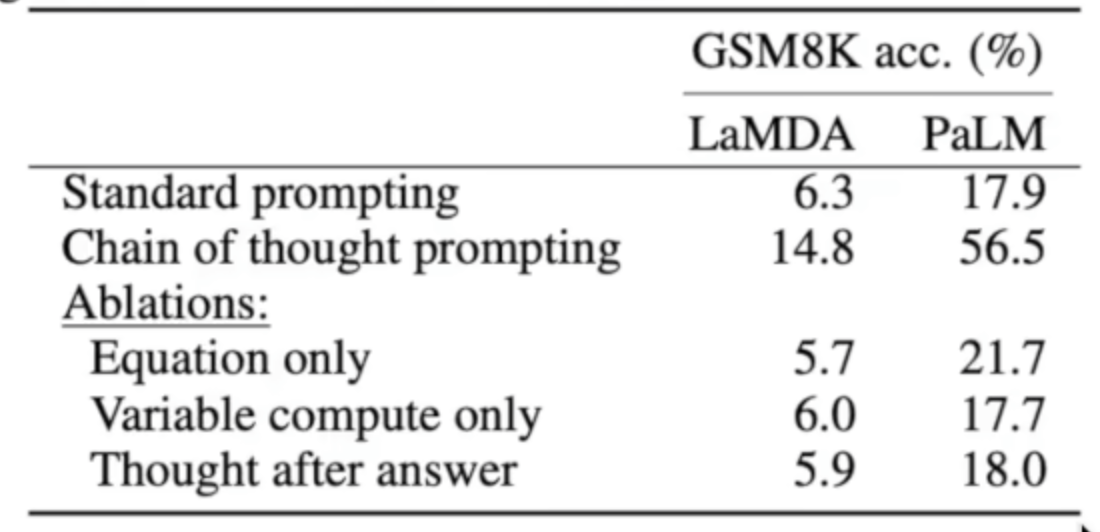 GSM8K acc. (%)
LaMDA PaLM
Standard prompting 6.3 17.9
Chain of thought prompting 14.8 56.5
Ablations:
Equation only 5.7 21.7
Variable compute only 6.0 17.7
Thought after answer 5.9 18.0